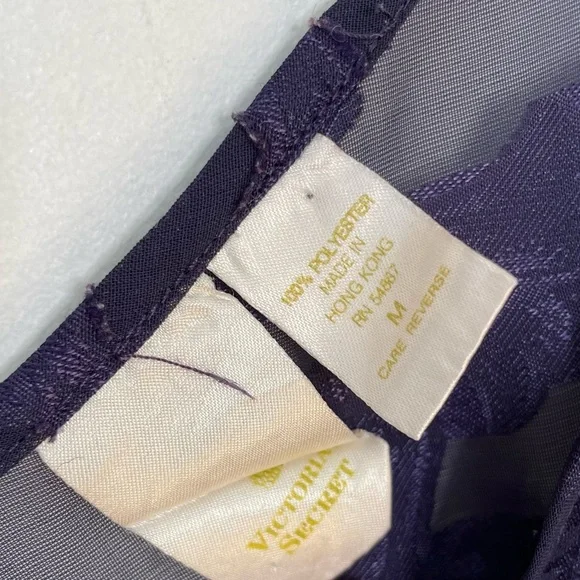 100% POLYESTER
MADE IN
HONG KONG
RN 54867
M
CARE REVERSE
VICTORIA'S
SECRET